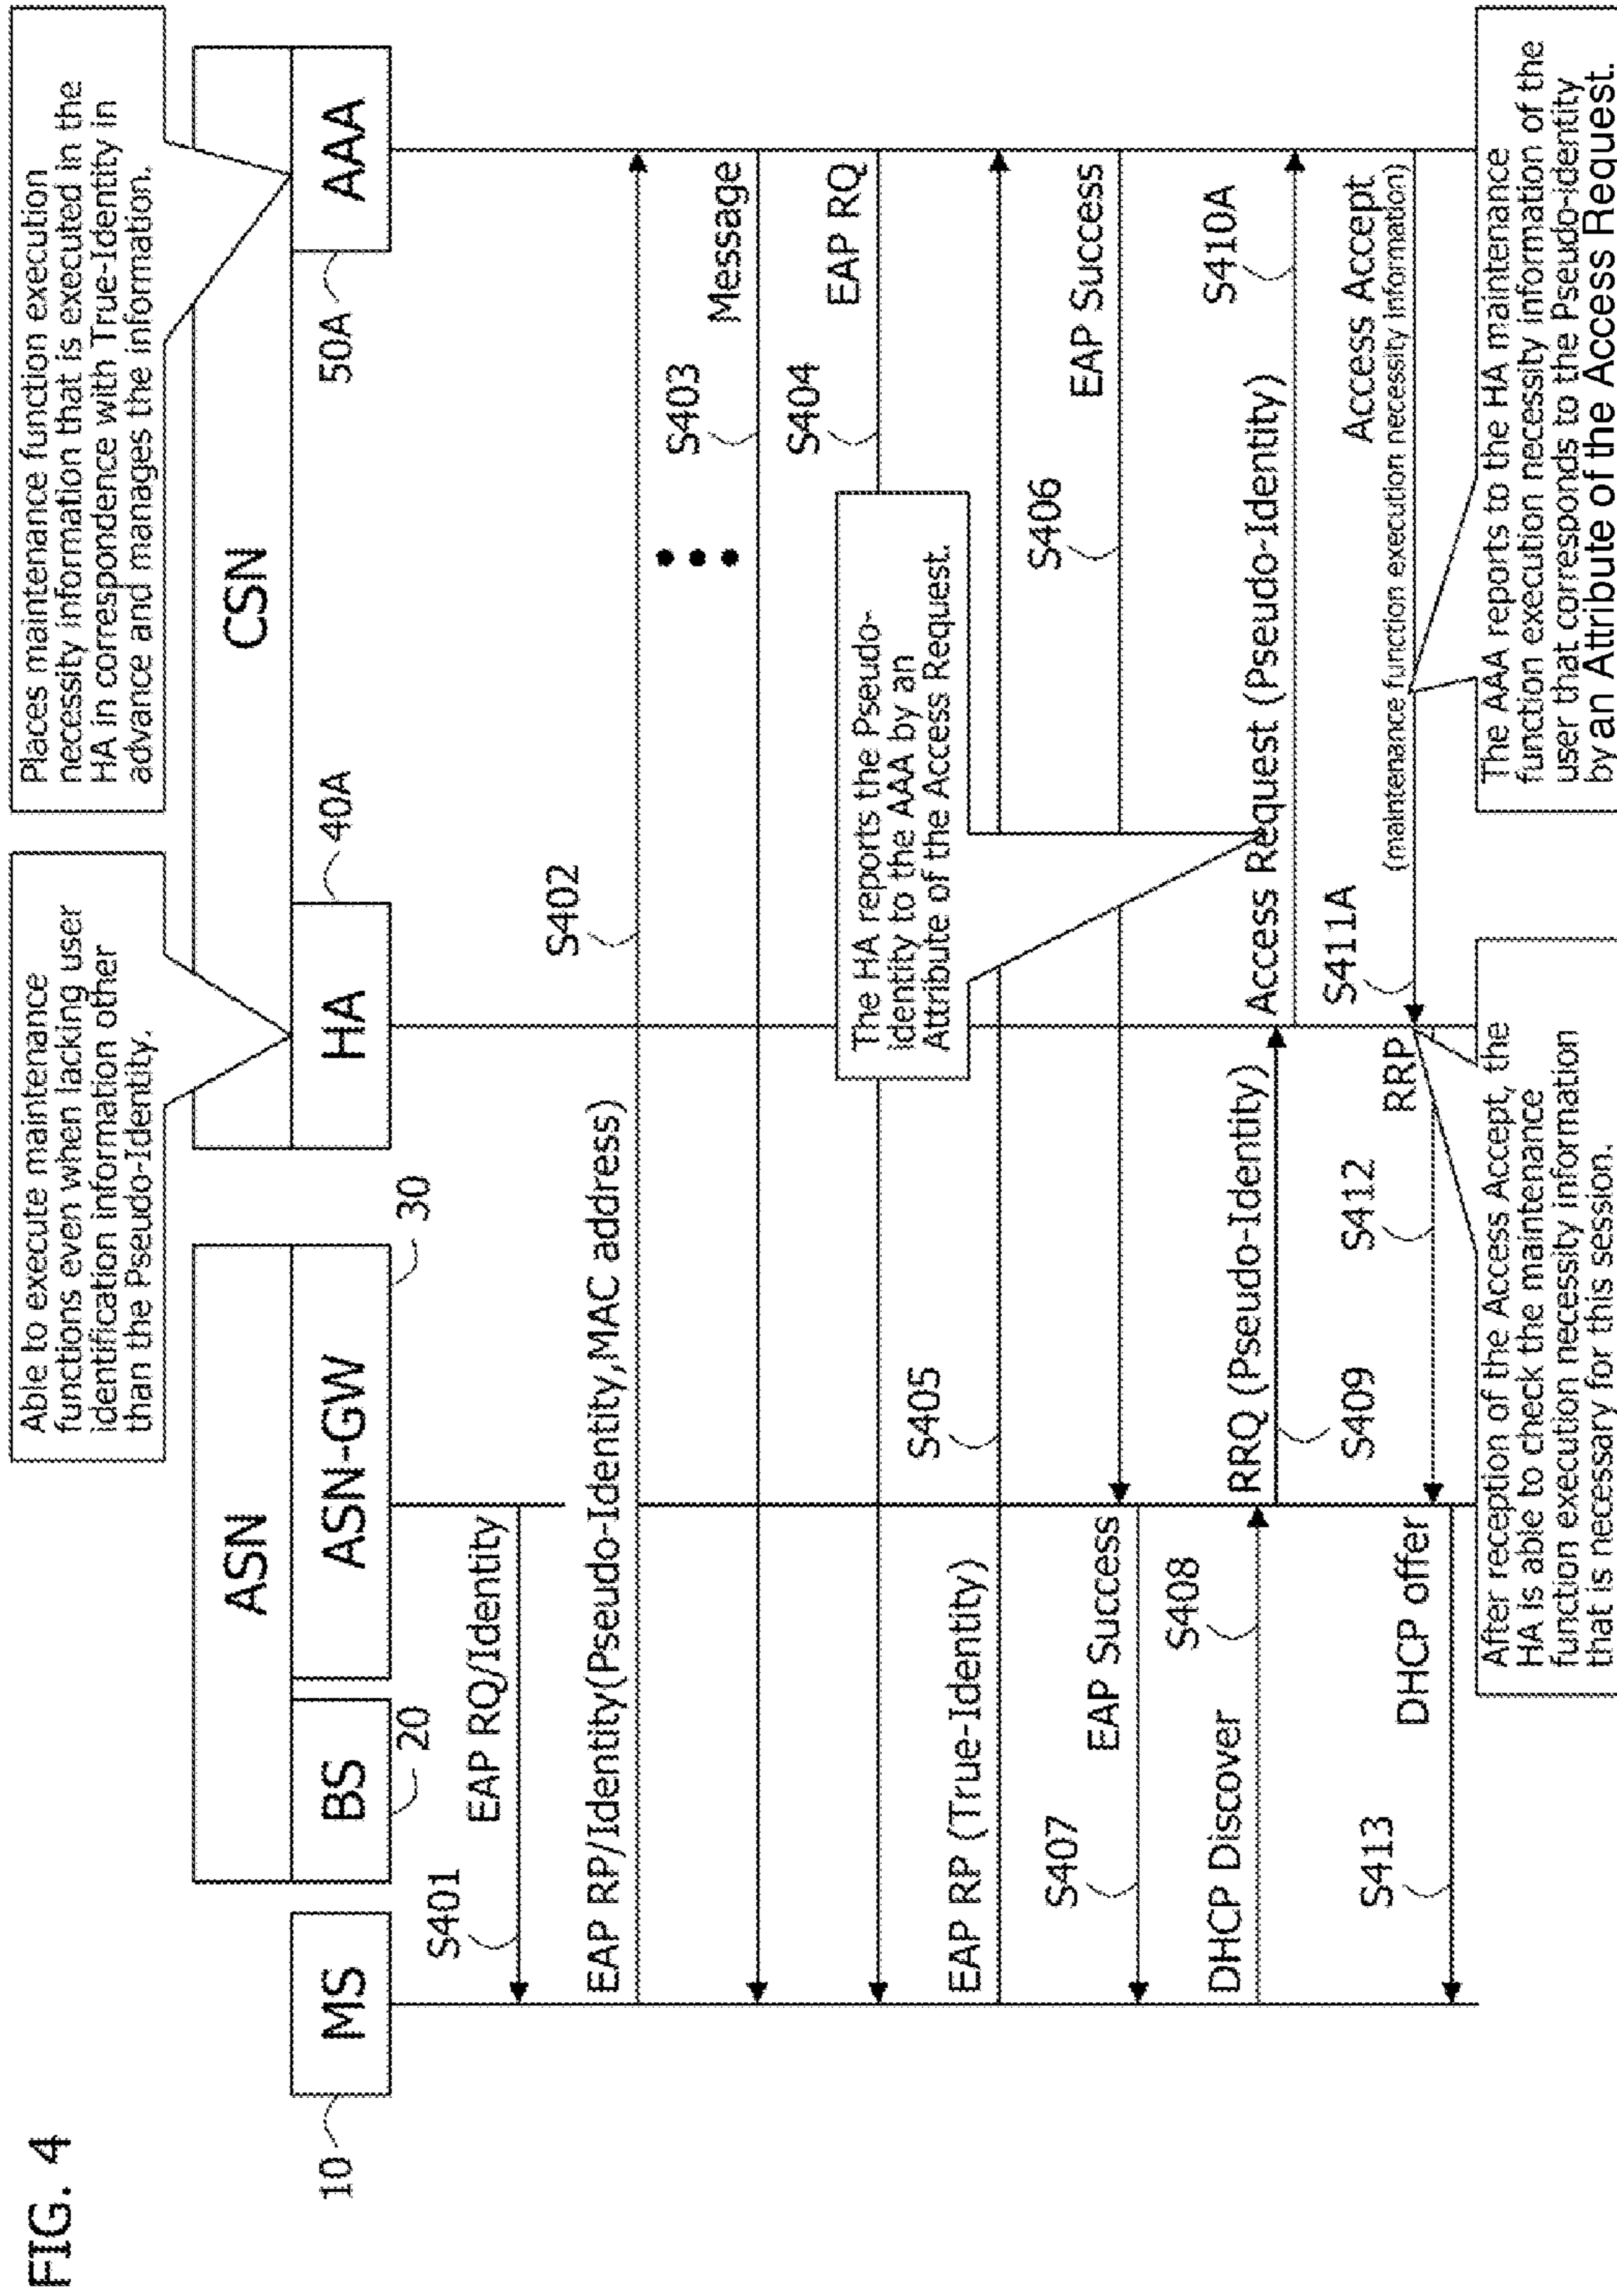 FIG. 4
Able to execute maintenance
functions even when lacking user
identification information other
than the Pseudo-Identity.
Places maintenance function execution
necessity information that is executed in the
HA in correspondence with True-Identity in
advance and manages the information.
ASN
CSN
MS
BS
ASN-GW
HA
AAA
10
20
30
40A
50A
S401
EAP RQ/Identity
S402
EAP RP/Identity(Pseudo-Identity,MAC address)
S403
Message
S404
EAP RQ
The HA reports the Pseudo-
identity to the AAA by an
Attribute of the Access Request.
S405
EAP RP (True-Identity)
S406
EAP Success
S407
EAP Success
S408
DHCP Discover
RRQ (Pseudo-Identity)
S409
Access Request (Pseudo-Identity)
S410A
S411A
Access Accept
(maintenance function execution necessity information)
RRP
S412
S413
DHCP offer
After reception of the Access Accept, the
HA is able to check the maintenance
function execution necessity information
that is necessary for this session.
The AAA reports to the HA maintenance
function execution necessity information of the
user that corresponds to the Pseudo-identity
by an Attribute of the Access Request.